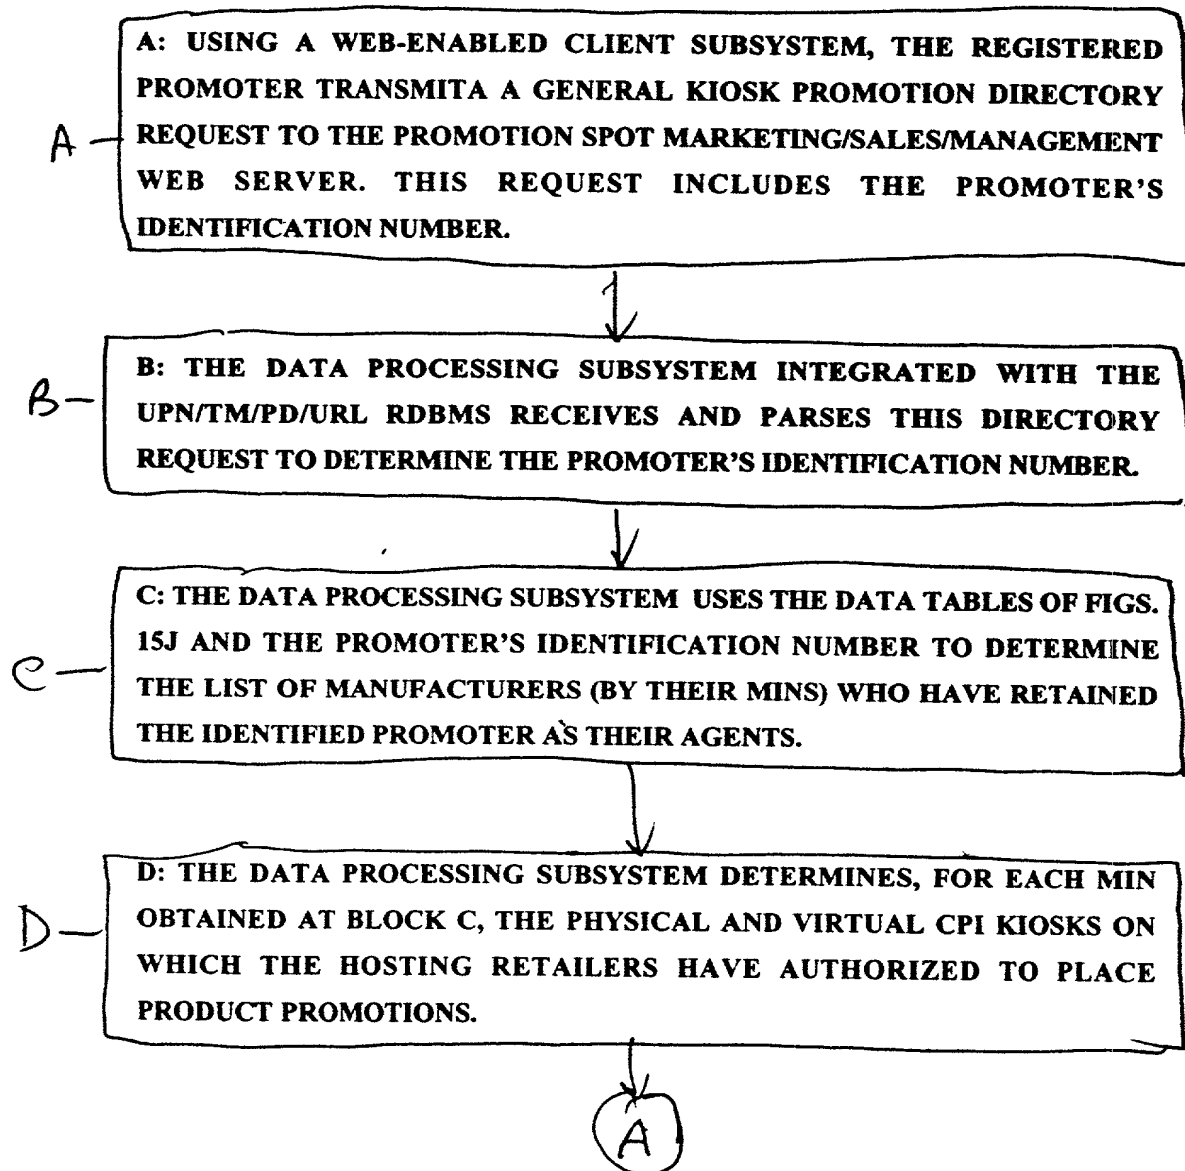 A: USING A WEB-ENABLED CLIENT SUBSYSTEM, THE REGISTERED
PROMOTER TRANSMITA A GENERAL KIOSK PROMOTION DIRECTORY
A
REQUEST TO THE PROMOTION SPOT MARKETING/SALES/MANAGEMENT
WEB SERVER. THIS REQUEST INCLUDES THE PROMOTER'S
IDENTIFICATION NUMBER.
B: THE DATA PROCESSING SUBSYSTEM INTEGRATED WITH THE
B
UPN/TM/PD/URL RDBMS RECEIVES AND PARSES THIS DIRECTORY
REQUEST TO DETERMINE THE PROMOTER'S IDENTIFICATION NUMBER.
C: THE DATA PROCESSING SUBSYSTEM USES THE DATA TABLES OF FIGS.
15J AND THE PROMOTER'S IDENTIFICATION NUMBER TO DETERMINE
C
THE LIST OF MANUFACTURERS (BY THEIR MINS) WHO HAVE RETAINED
THE IDENTIFIED PROMOTER AS THEIR AGENTS.
D: THE DATA PROCESSING SUBSYSTEM DETERMINES, FOR EACH MIN
OBTAINED AT BLOCK C, THE PHYSICAL AND VIRTUAL CPI KIOSKS ON
D
WHICH THE HOSTING RETAILERS HAVE AUTHORIZED TO PLACE
PRODUCT PROMOTIONS.
A